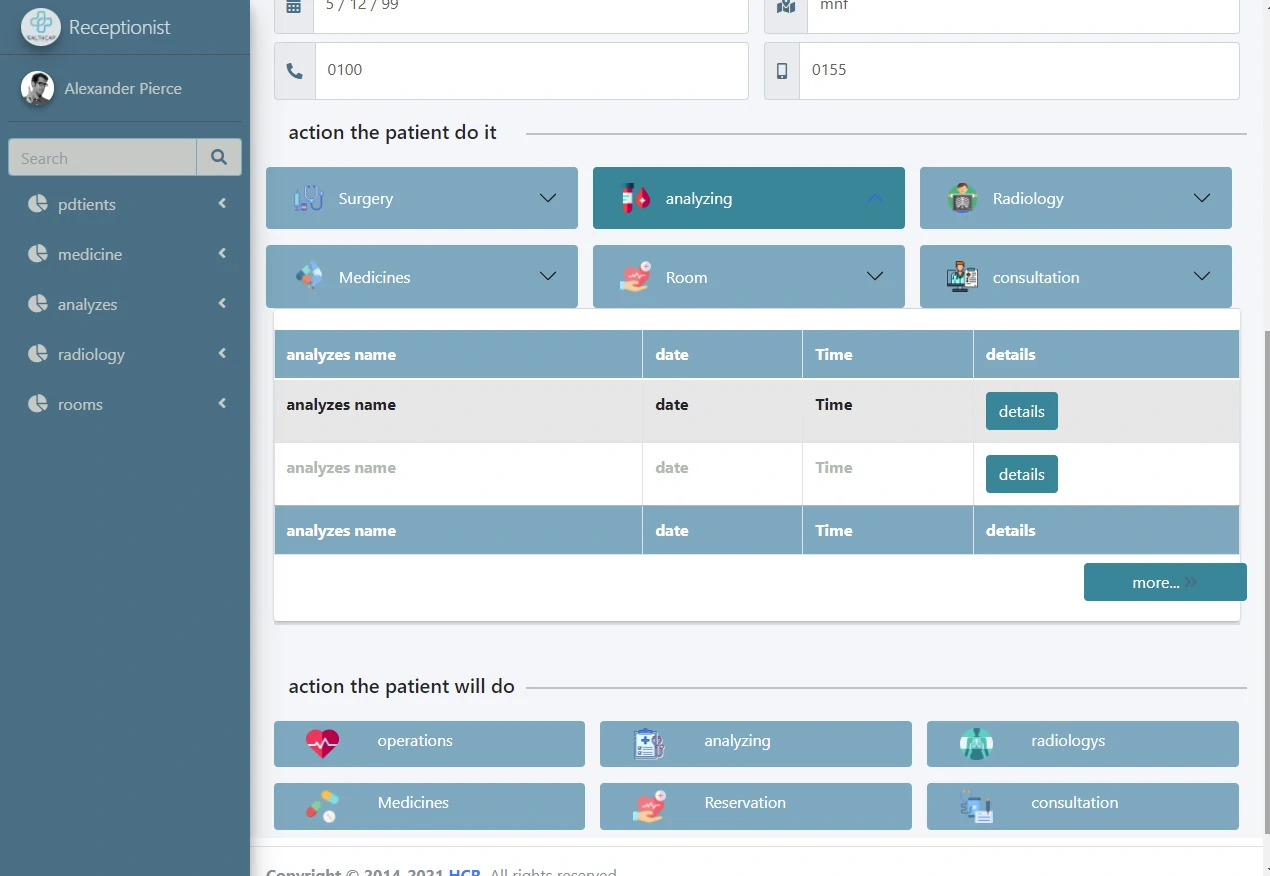 Receptionist
Alexander Pierce
Search
pdtients
medicine
analyzes
radiology
rooms
5 / 12 / 99
mnf
0100
0155
action the patient do it
Surgery
analyzing
Radiology
Medicines
Room
consultation
analyzes name date Time details
analyzes name date Time details
analyzes name date Time details
analyzes name date Time details
more... »
action the patient will do
operations
analyzing
radiologys
Medicines
Reservation
consultation
Copyright © 2014-2021 HCR. All rights reserved.